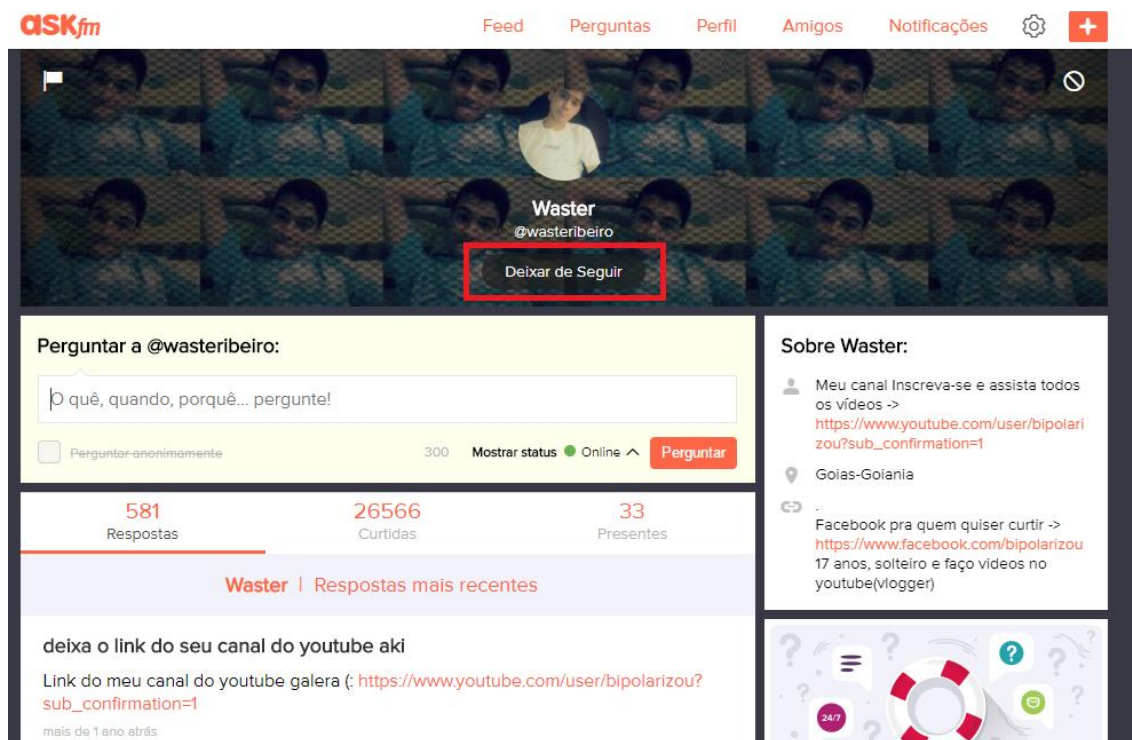 ASKfm
Feed Perguntas Perfil Amigos Notificações
Waster
@wasteribeiro
Deixar de Seguir
Perguntar a @wasteribeiro:
O quê, quando, porquê... pergunte!
Perguntar anonimamente 300 Mostrar status Online Perguntar
581 26566 33
Respostas Curtidas Presentes
Waster | Respostas mais recentes
deixa o link do seu canal do youtube aki
Link do meu canal do youtube galera (: https://www.youtube.com/user/bipolarizou?
sub_confirmation=1
mais de 1 ano atrás
Sobre Waster:
Meu canal Inscreva-se e assista todos
os vídeos ->
https://www.youtube.com/user/bipolari
zou?sub_confirmation=1
Goias-Goiania
.
Facebook pra quem quiser curtir ->
https://www.facebook.com/bipolarizou
17 anos, solteiro e faço videos no
youtube(vlogger)
? ? ? ?
24/7